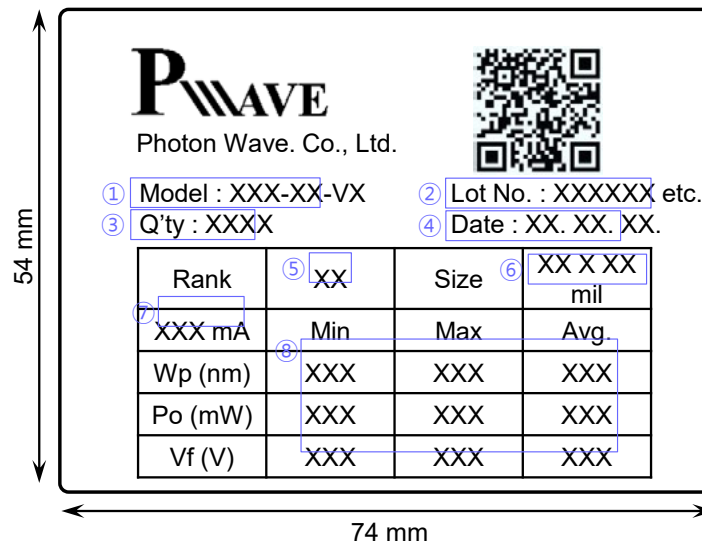 PWAVE
Photon Wave. Co., Ltd.
① Model : XXX-XX-VX ② Lot No. : XXXXXX etc.
③ Q'ty : XXXX ④ Date : XX. XX. XX.
Rank ⑤ XX Size ⑥ XX X XX mil
⑦ XXX mA Min Max Avg.
⑧
Wp (nm) XXX XXX XXX
Po (mW) XXX XXX XXX
Vf (V) XXX XXX XXX
54 mm
74 mm